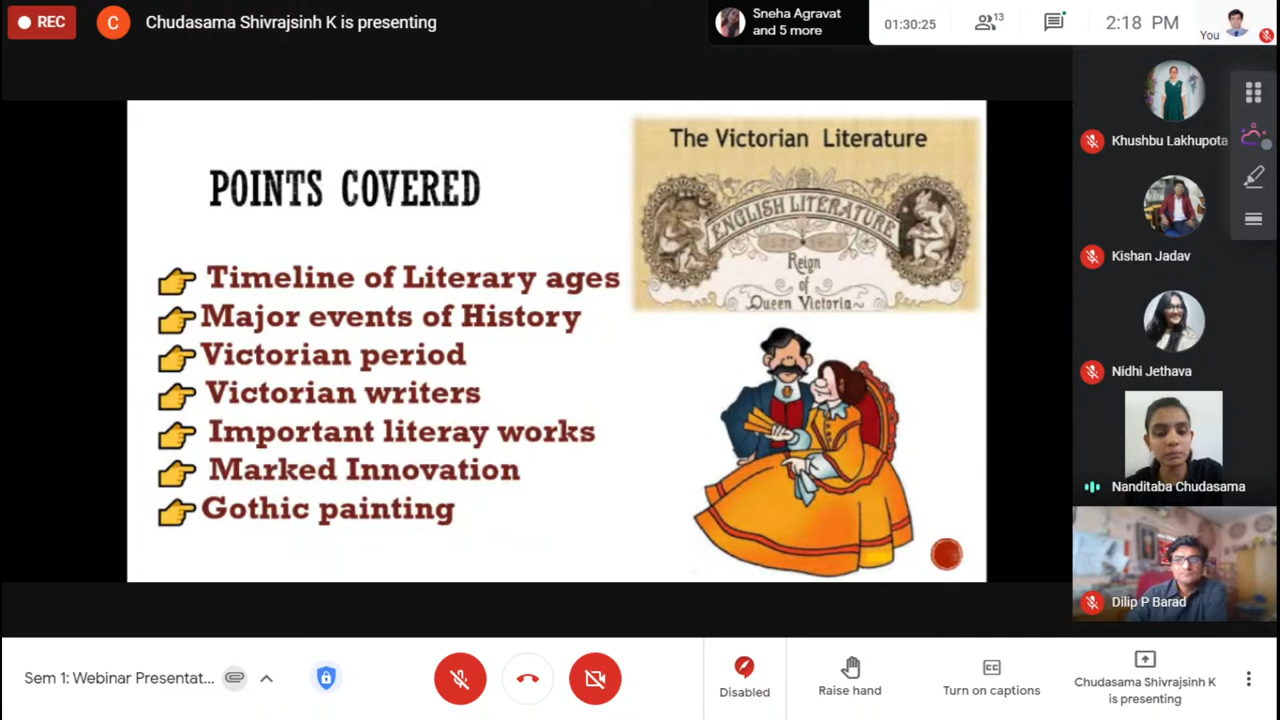 REC
C
Chudasama Shivrajsinh K is presenting
Sneha Agravat
and 5 more
01:30:25
13
2:18 PM
You
POINTS COVERED
Timeline of Literary ages
Major events of History
Victorian period
Victorian writers
Important literay works
Marked Innovation
Gothic painting
The Victorian Literature
ENGLISH LITERATURE
Reign
of
Queen Victoria
Khushbu Lakhupota
Kishan Jadav
Nidhi Jethava
Nanditaba Chudasama
Dilip P Barad
Sem 1: Webinar Presentat...
Disabled
Raise hand
CC
Turn on captions
Chudasama Shivrajsinh K
is presenting